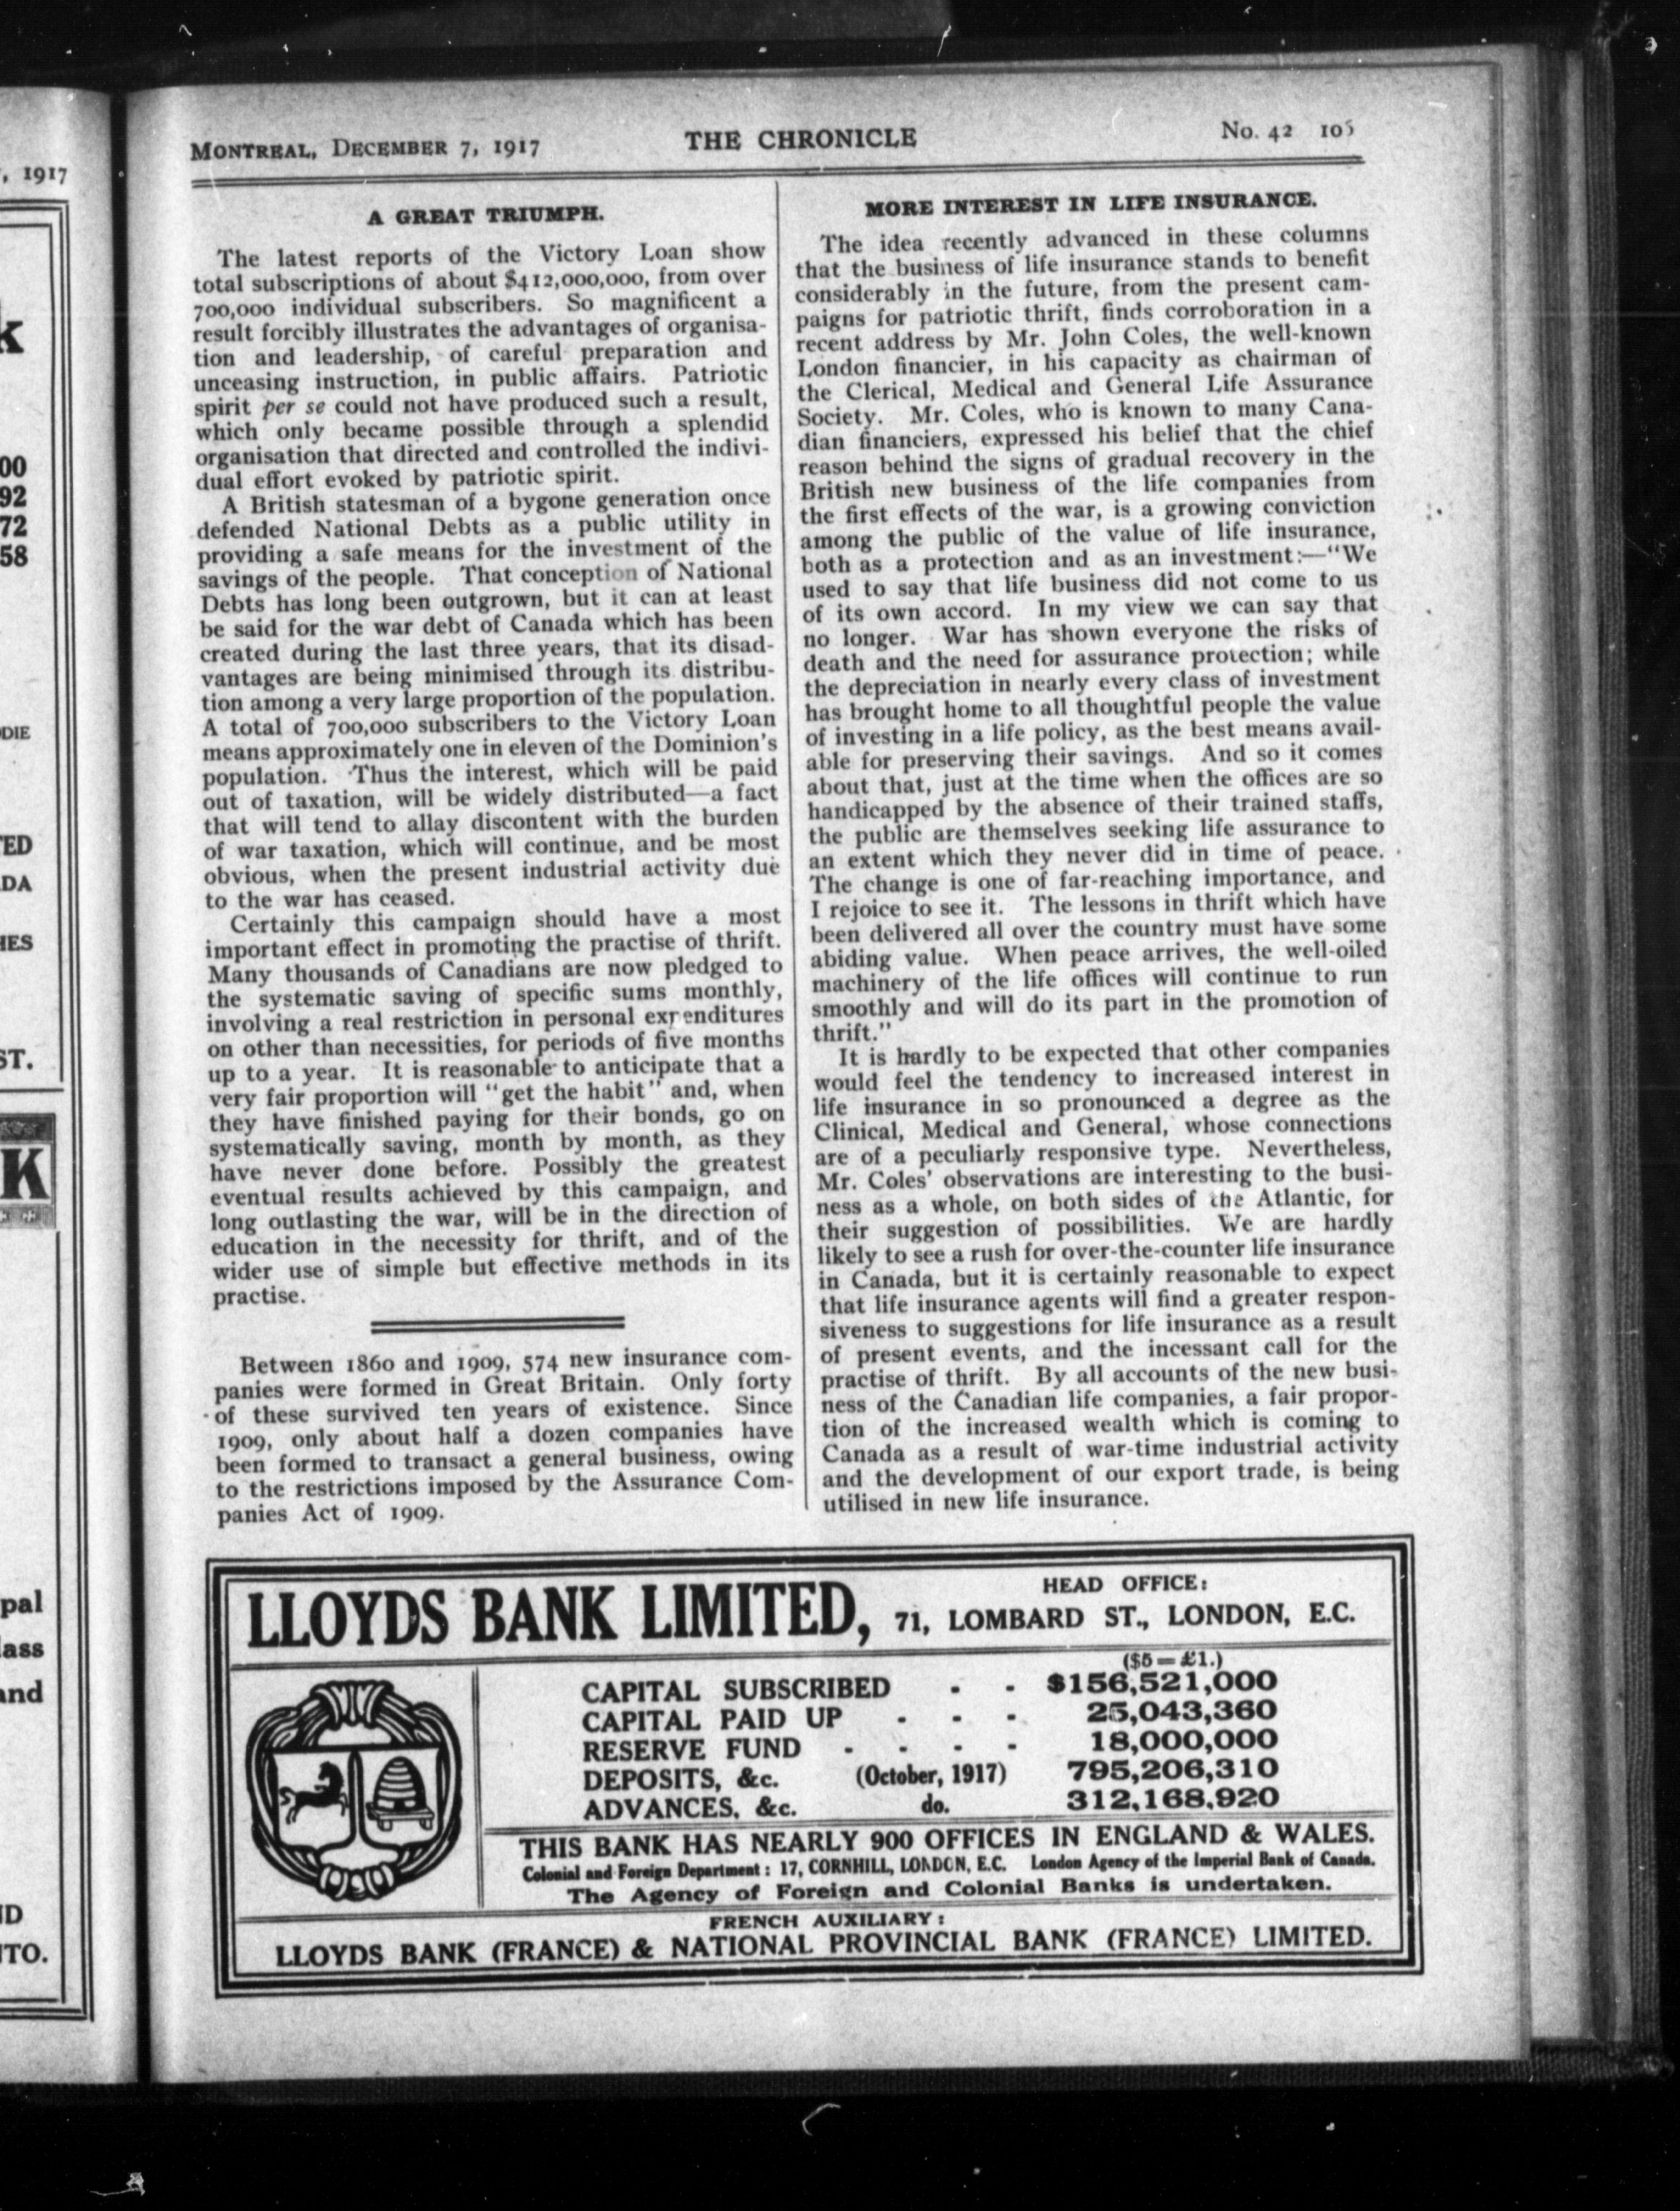 MONTREAL, DECEMBER 7, 1917
THE CHRONICLE
No. 42
A GREAT TRIUMPH.
The latest reports of the Victory Loan show
total subscriptions of about $412,000,000, from over
700,000 individual subscribers. So magnificent a
result forcibly illustrates the advantages of organisa-
tion and leadership, of careful preparation and
unceasing instruction, in public affairs. Patriotic
spirit per se could not have produced such a result,
which only became possible through a splendid
organisation that directed and controlled the indivi-
dual effort evoked by patriotic spirit.
A British statesman of a bygone generation once
defended National Debts as a public utility in
providing a safe means for the investment of the
savings of the people. That conception of National
Debts has long been outgrown, but it can at least
be said for the war debt of Canada which has been
created during the last three years, that its disad-
vantages are being minimised through its distribu-
tion among a very large proportion of the population.
A total of 700,000 subscribers to the Victory Loan
means approximately one in eleven of the Dominion's
population. Thus the interest, which will be paid
out of taxation, will be widely distributed—a fact
that will tend to allay discontent with the burden
of war taxation, which will continue, and be most
obvious, when the present industrial activity due
to the war has ceased.
Certainly this campaign should have a most
important effect in promoting the practise of thrift.
Many thousands of Canadians are now pledged to
the systematic saving of specific sums monthly,
involving a real restriction in personal expenditures
on other than necessities, for periods of five months
up to a year. It is reasonable to anticipate that a
very fair proportion will "get the habit" and, when
they have finished paying for their bonds, go on
systematically saving, month by month, as they
have never done before. Possibly the greatest
eventual results achieved by this campaign, and
long outlasting the war, will be in the direction of
education in the necessity for thrift, and of the
wider use of simple but effective methods in its
practise.
Between 1860 and 1909, 574 new insurance com-
panies were formed in Great Britain. Only forty
of these survived ten years of existence. Since
1909, only about half a dozen companies have
been formed to transact a general business, owing
to the restrictions imposed by the Assurance Com-
panies Act of 1909.
MORE INTEREST IN LIFE INSURANCE.
The idea recently advanced in these columns
that the business of life insurance stands to benefit
considerably in the future, from the present cam-
paigns for patriotic thrift, finds corroboration in a
recent address by Mr. John Coles, the well-known
London financier, in his capacity as chairman of
the Clerical, Medical and General Life Assurance
Society. Mr. Coles, who is known to many Cana-
dian financiers, expressed his belief that the chief
reason behind the signs of gradual recovery in the
British new business of the life companies from
the first effects of the war, is a growing conviction
among the public of the value of life insurance,
both as a protection and as an investment:—"We
used to say that life business did not come to us
of its own accord. In my view we can say that
no longer. War has shown everyone the risks of
death and the need for assurance protection; while
the depreciation in nearly every class of investment
has brought home to all thoughtful people the value
of investing in a life policy, as the best means avail-
able for preserving their savings. And so it comes
about that, just at the time when the offices are so
handicapped by the absence of their trained staffs,
the public are themselves seeking life assurance to
an extent which they never did in time of peace.
The change is one of far-reaching importance, and
I rejoice to see it. The lessons in thrift which have
been delivered all over the country must have some
abiding value. When peace arrives, the well-oiled
machinery of the life offices will continue to run
smoothly and will do its part in the promotion of
thrift."
It is hardly to be expected that other companies
would feel the tendency to increased interest in
life insurance in so pronounced a degree as the
Clinical, Medical and General, whose connections
are of a peculiarly responsive type. Nevertheless,
Mr. Coles' observations are interesting to the busi-
ness as a whole, on both sides of the Atlantic, for
their suggestion of possibilities. We are hardly
likely to see a rush for over-the-counter life insurance
in Canada, but it is certainly reasonable to expect
that life insurance agents will find a greater respon-
siveness to suggestions for life insurance as a result
of present events, and the incessant call for the
practise of thrift. By all accounts of the new busi-
ness of the Canadian life companies, a fair propor-
tion of the increased wealth which is coming to
Canada as a result of war-time industrial activity
and the development of our export trade, is being
utilised in new life insurance.
LLOYDS BANK LIMITED,
HEAD OFFICE:
71, LOMBARD ST., LONDON, E.C.
($5 = £1.)
CAPITAL SUBSCRIBED - - $156,521,000
CAPITAL PAID UP - - - 25,043,360
RESERVE FUND - - - - 18,000,000
DEPOSITS, &c. (October, 1917) 795,206,310
ADVANCES, &c. do. 312,168,920
THIS BANK HAS NEARLY 900 OFFICES IN ENGLAND & WALES.
Colonial and Foreign Department: 17, CORNHILL, LONDON, E.C. London Agency of the Imperial Bank of Canada.
The Agency of Foreign and Colonial Banks is undertaken.
FRENCH AUXILIARY:
LLOYDS BANK (FRANCE) & NATIONAL PROVINCIAL BANK (FRANCE) LIMITED.